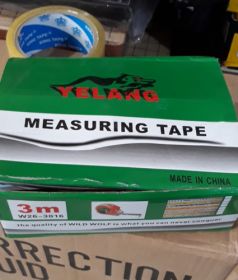 YELANG
MEASURING TAPE
MADE IN CHINA
3m
W26-3016
The quality of WILD WOLF is what you can never conquer
RRECTION
UID